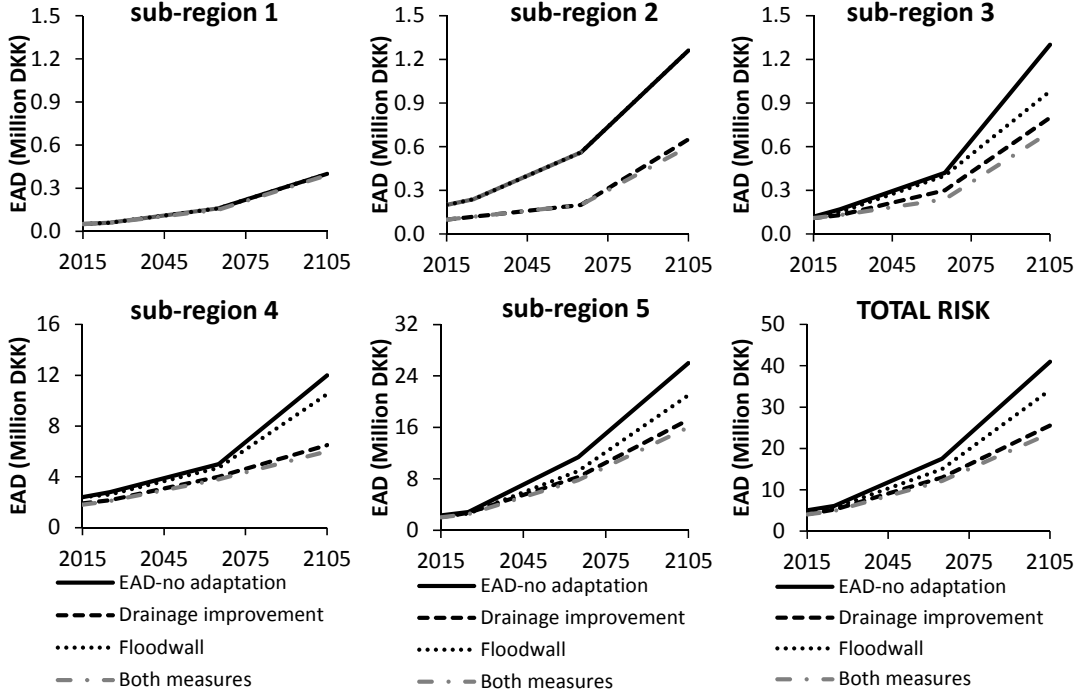 sub-region 1
EAD (Million DKK)
1.5
1.2
0.9
0.6
0.3
0.0
2015 2045 2075 2105
sub-region 2
EAD (Million DKK)
1.5
1.2
0.9
0.6
0.3
0.0
2015 2045 2075 2105
sub-region 3
EAD (Million DKK)
1.5
1.2
0.9
0.6
0.3
0.0
2015 2045 2075 2105
sub-region 4
EAD (Million DKK)
16
12
8
4
0
2015 2045 2075 2105
EAD-no adaptation
Drainage improvement
Floodwall
Both measures
sub-region 5
EAD (Million DKK)
32
24
16
8
0
2015 2045 2075 2105
EAD-no adaptation
Drainage improvement
Floodwall
Both measures
TOTAL RISK
EAD (Million DKK)
50
40
30
20
10
0
2015 2045 2075 2105
EAD-no adaptation
Drainage improvement
Floodwall
Both measures